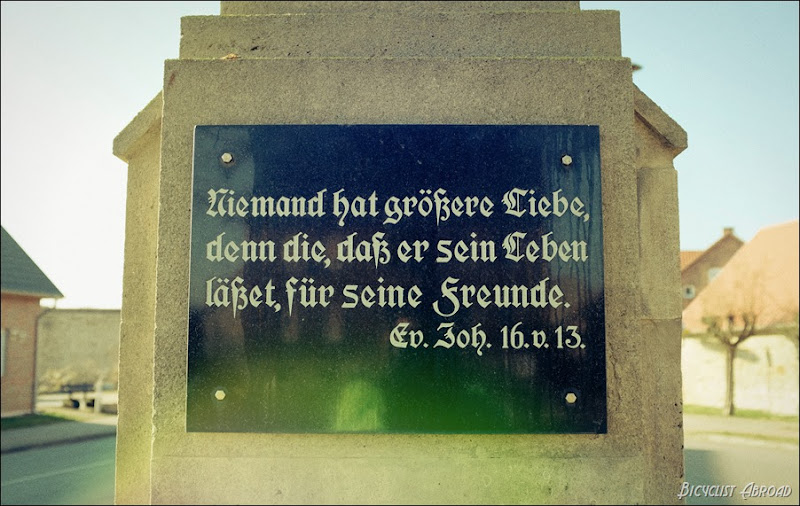 Niemand hat größere Liebe,
denn die, daß er sein Leben
läßet, für seine Freunde.
Ev. Joh. 16. v. 13.
Bicyclist Abroad